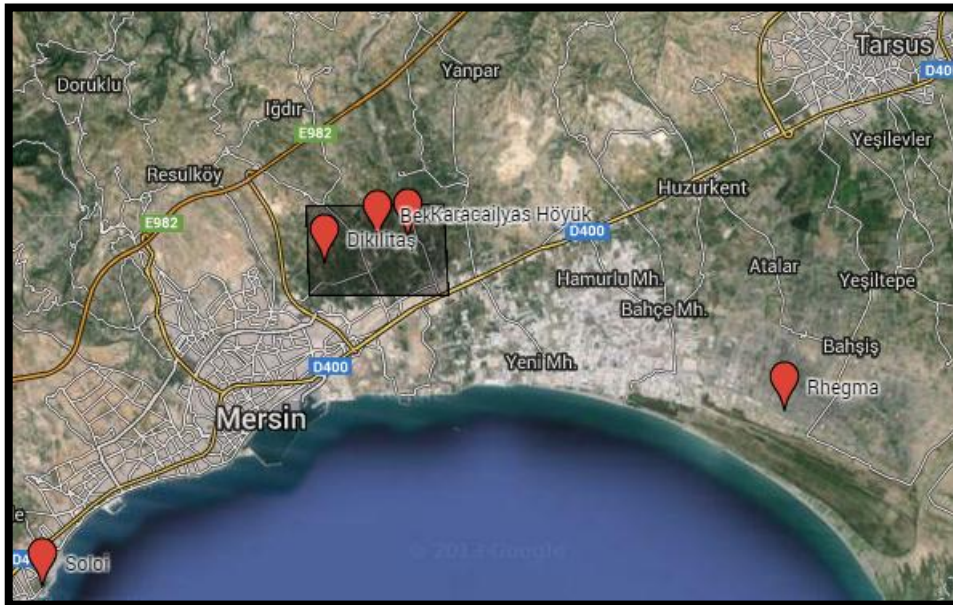 Tarsus
Doruklu
Yanpar
D400
Iğdır
E982
Yeşilevler
Resulköy
Huzurkent
E982
Karacailyas Höyük
Dikilitaş
D400
Hamurlu Mh.
Atalar
Yeşiltepe
Bahçe Mh.
Bahşiş
D400
Yeni Mh.
Rhegma
Mersin
© 2013 Google
Soloi